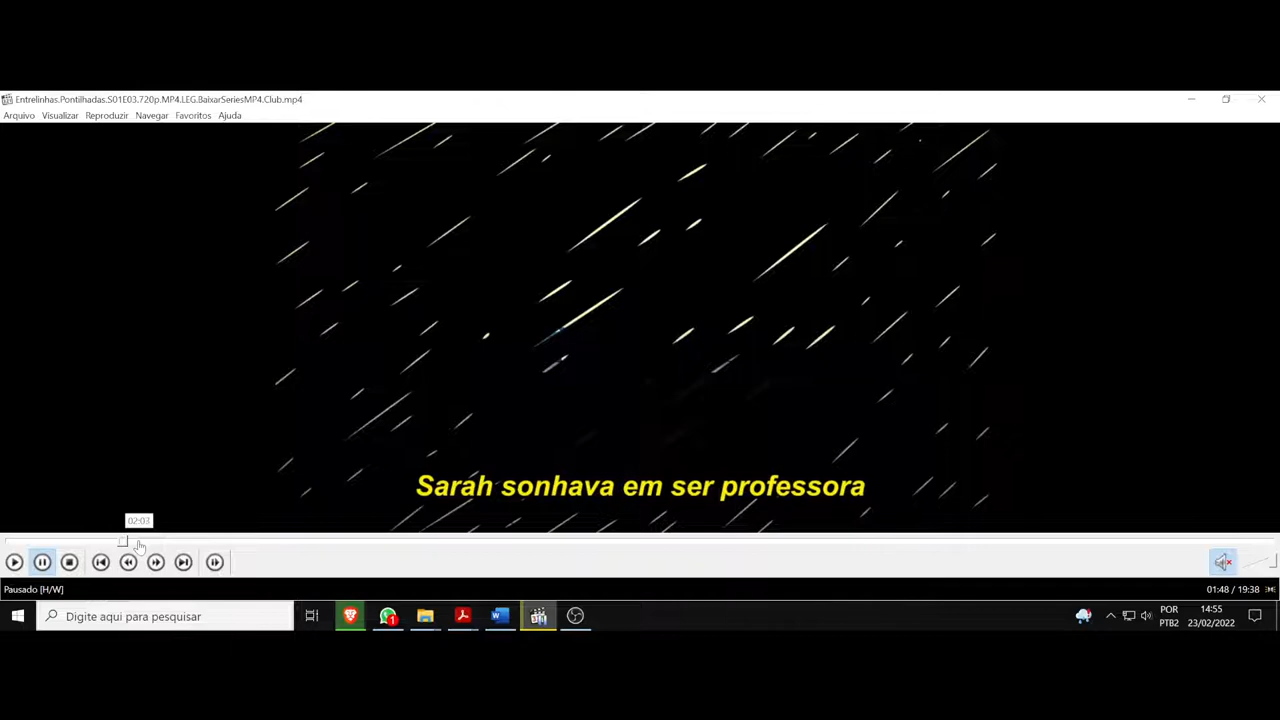 Entrelinhas.Pontilhadas.S01E03.720p.MP4.LEG.BaixarSeriesMP4.Club.mp4
Arquivo Visualizar Reproduzir Navegar Favoritos Ajuda
Sarah sonhava em ser professora
02:03
Pausado [H/W]
01:48 / 19:38
Digite aqui para pesquisar
1
POR
PTB2
14:55
23/02/2022